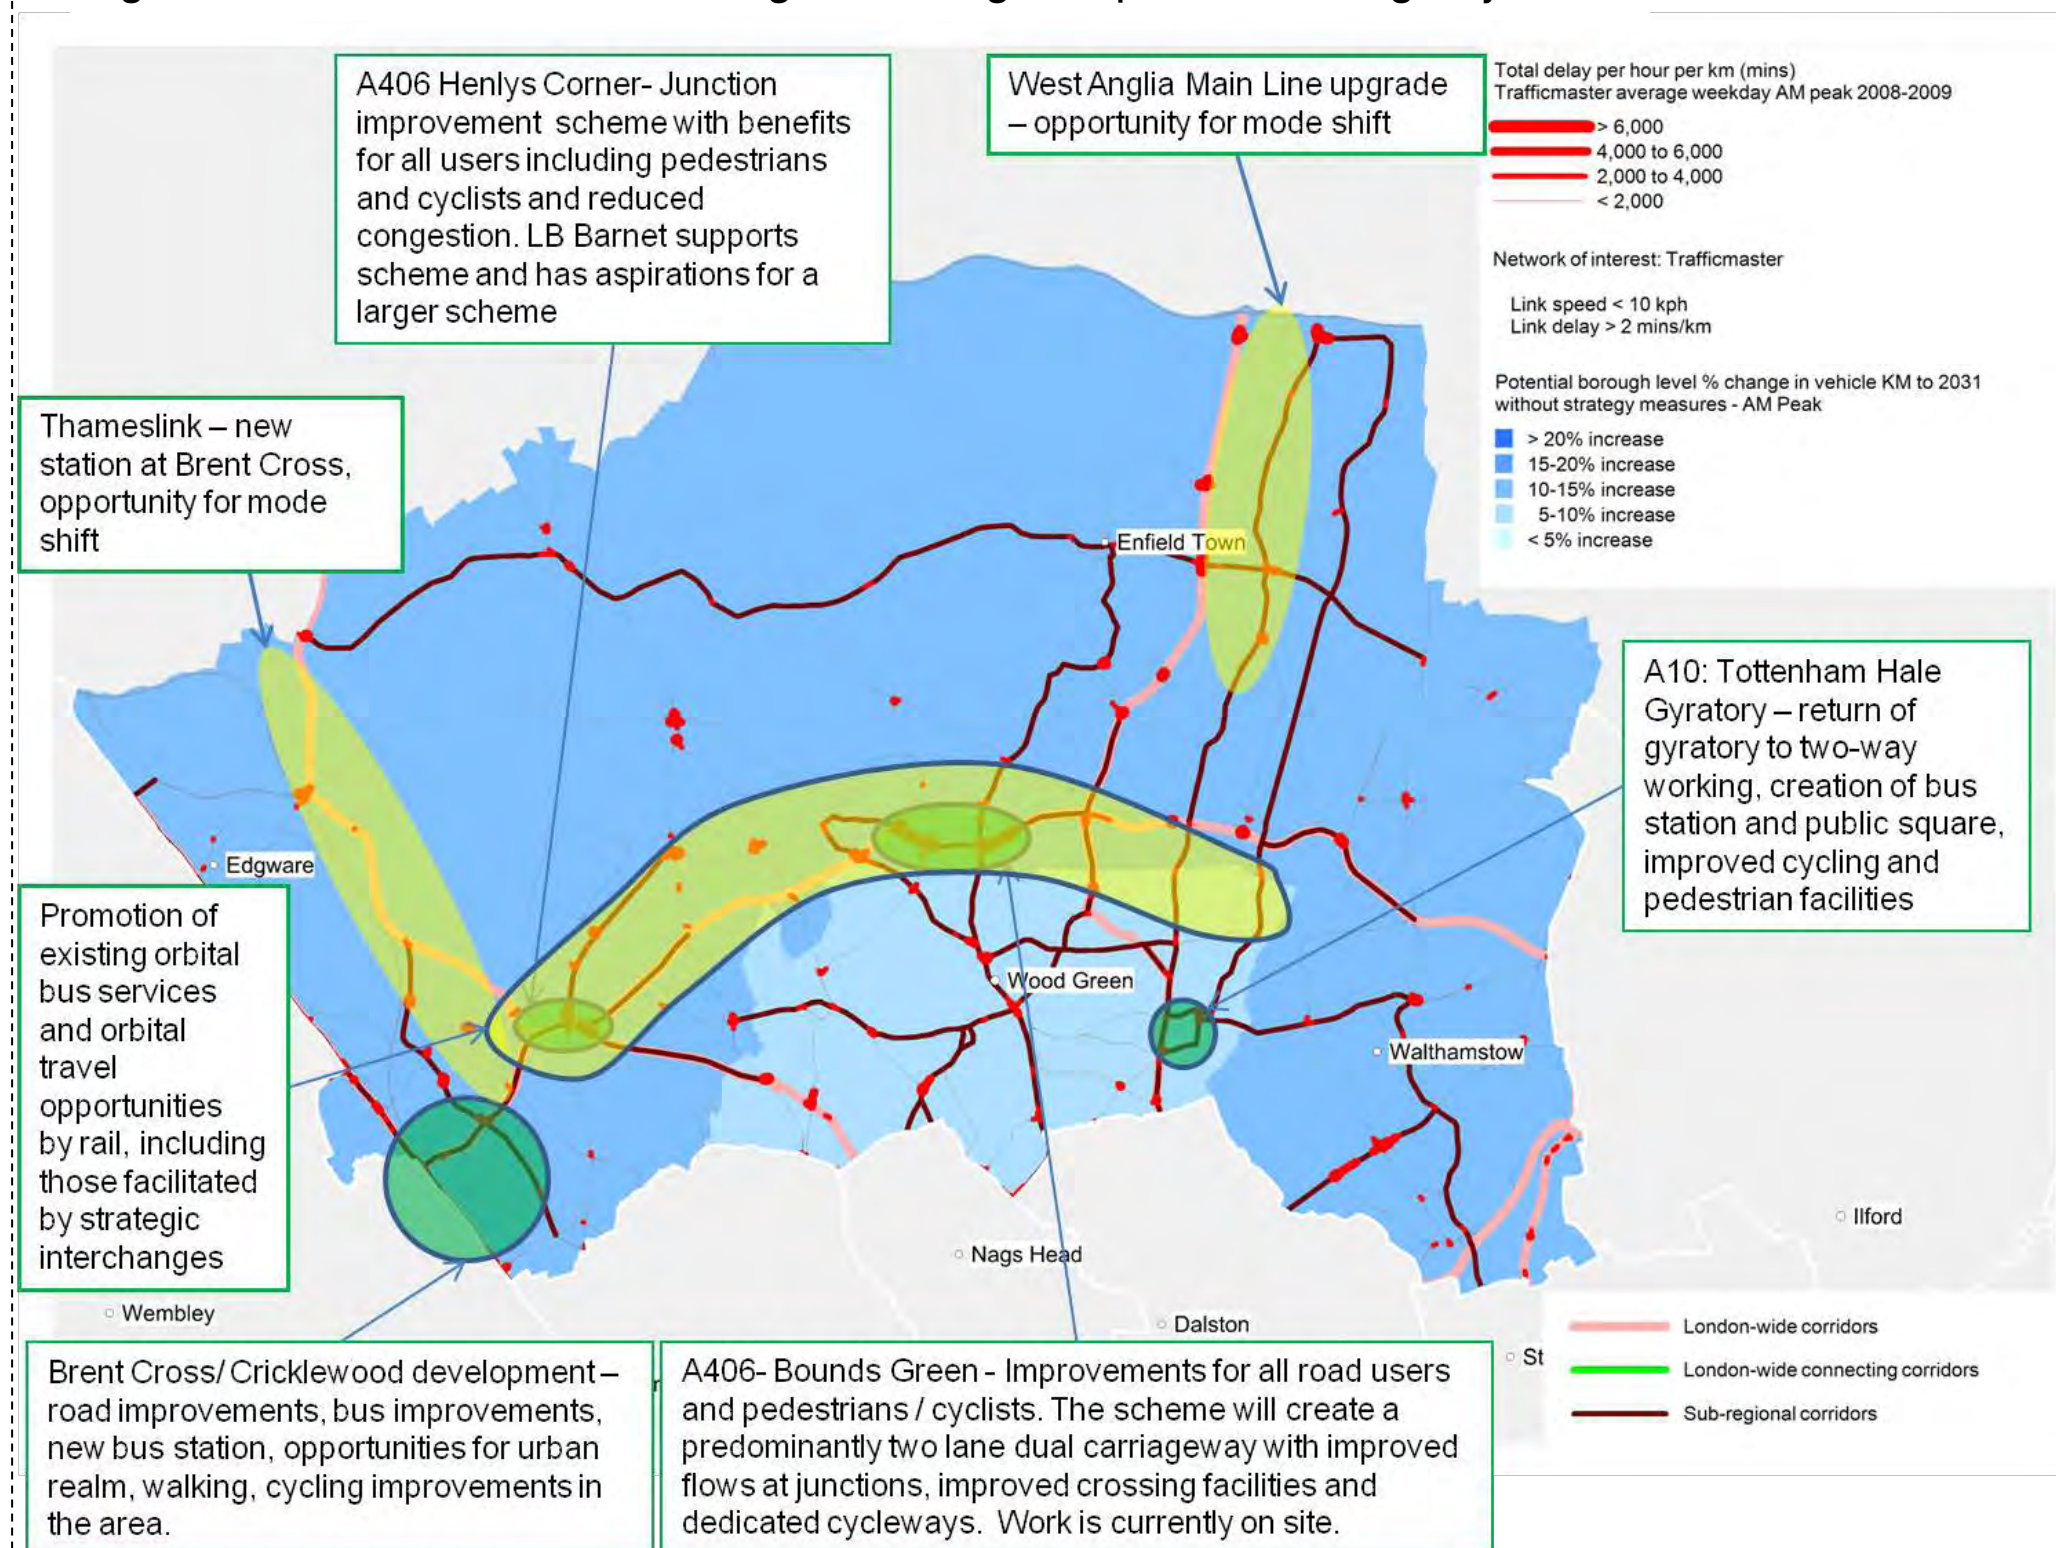 A406 Henlys Corner- Junction
improvement scheme with benefits
for all users including pedestrians
and cyclists and reduced
congestion. LB Barnet supports
scheme and has aspirations for a
larger scheme
West Anglia Main Line upgrade
– opportunity for mode shift
Total delay per hour per km (mins)
Trafficmaster average weekday AM peak 2008-2009
> 6,000
4,000 to 6,000
2,000 to 4,000
< 2,000
Network of interest: Trafficmaster
Link speed < 10 kph
Link delay > 2 mins/km
Potential borough level % change in vehicle KM to 2031
without strategy measures - AM Peak
> 20% increase
15-20% increase
10-15% increase
5-10% increase
< 5% increase
Thameslink – new
station at Brent Cross,
opportunity for mode
shift
Enfield Town
A10: Tottenham Hale
Gyratory – return of
gyratory to two-way
working, creation of bus
station and public square,
improved cycling and
pedestrian facilities
Edgware
Promotion of
existing orbital
bus services
and orbital
travel
opportunities
by rail, including
those facilitated
by strategic
interchanges
Wood Green
Walthamstow
Ilford
Nags Head
Wembley
Dalston
St
London-wide corridors
London-wide connecting corridors
Sub-regional corridors
Brent Cross/ Cricklewood development –
road improvements, bus improvements,
new bus station, opportunities for urban
realm, walking, cycling improvements in
the area.
A406- Bounds Green - Improvements for all road users
and pedestrians / cyclists. The scheme will create a
predominantly two lane dual carriageway with improved
flows at junctions, improved crossing facilities and
dedicated cycleways.  Work is currently on site.